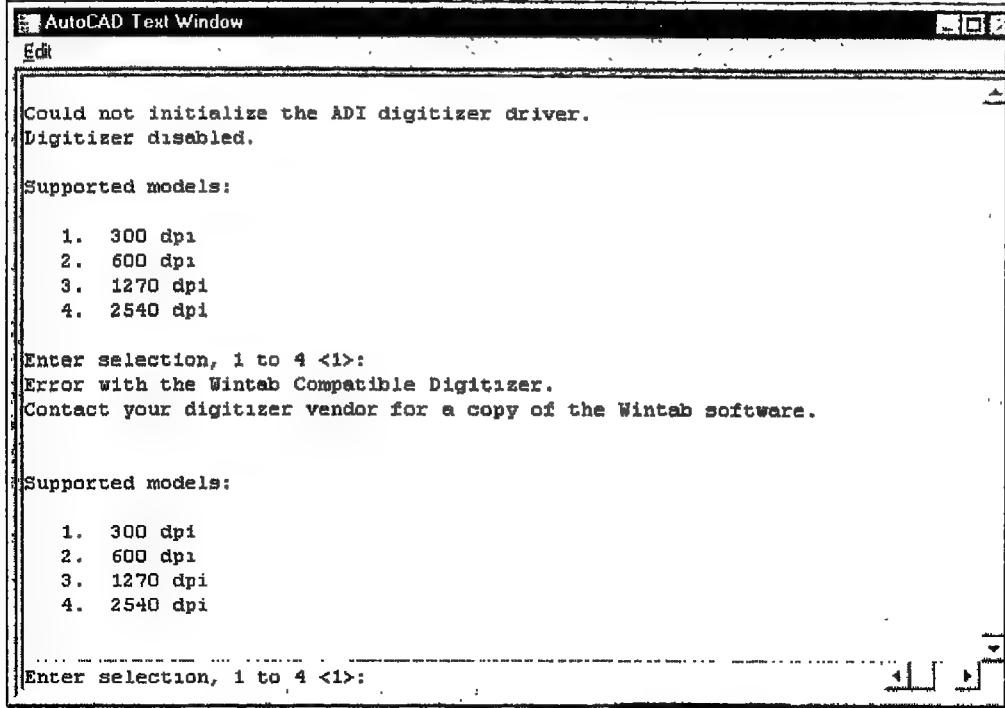 AutoCAD Text Window
Edit
Could not initialize the ADI digitizer driver.
Digitizer disabled.
Supported models:
1. 300 dpi
2. 600 dpi
3. 1270 dpi
4. 2540 dpi
Enter selection, 1 to 4 <1>:
Error with the Wintab Compatible Digitizer.
Contact your digitizer vendor for a copy of the Wintab software.
Supported models:
1. 300 dpi
2. 600 dpi
3. 1270 dpi
4. 2540 dpi
Enter selection, 1 to 4 <1>: